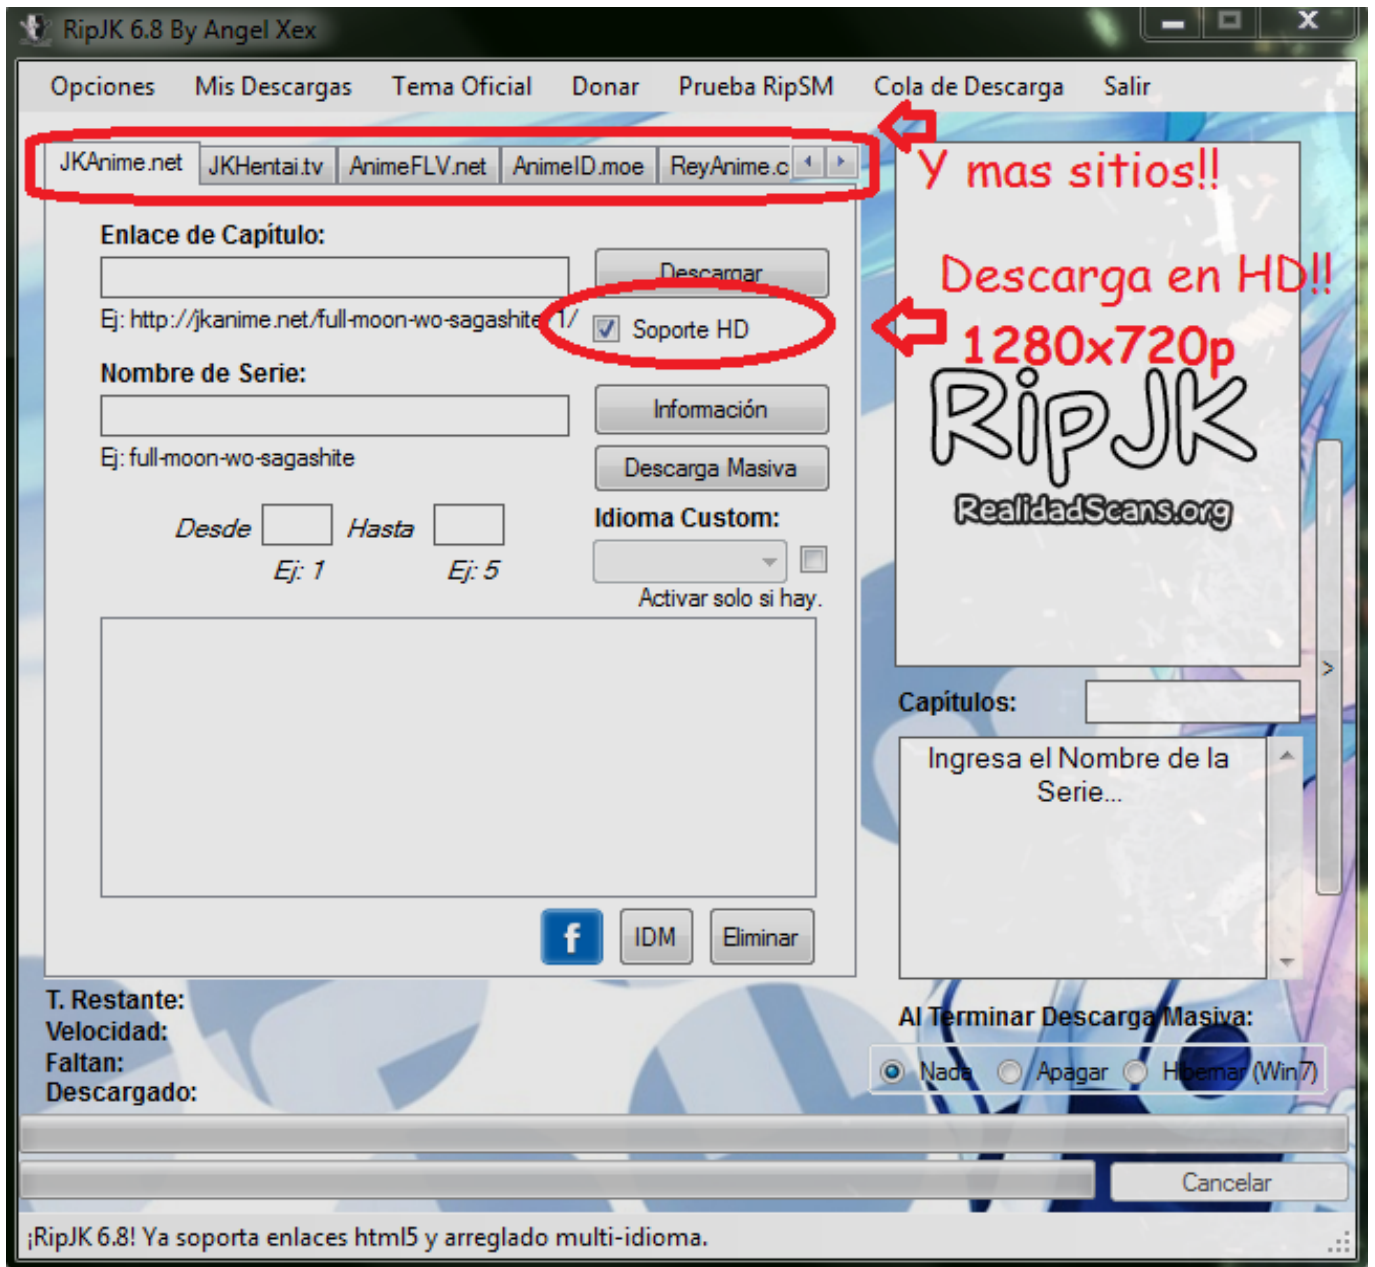 RipJK 6.8 By Angel Xex
Opciones Mis Descargas Tema Oficial Donar Prueba RipSM Cola de Descarga Salir
JKAnime.net JKHentai.tv AnimeFLV.net AnimeID.moe ReyAnime.c
Y mas sitios!!
Enlace de Capítulo:
Descargar
Descarga en HD!!
Ej: http://jkanime.net/full-moon-wo-sagashite 1/
Soporte HD
1280x720p
Nombre de Serie:
Información
RipJK
Ej: full-moon-wo-sagashite
Descarga Masiva
RealidadScans.org
Desde Hasta
Idioma Custom:
Ej: 1 Ej: 5
Activar solo si hay.
>
Capítulos:
Ingresa el Nombre de la
Serie...
f IDM Eliminar
T. Restante:
Velocidad:
Faltan:
Descargado:
Al Terminar Descarga Masiva:
Nada Apagar Hibernar (Win7)
Cancelar
¡RipJK 6.8! Ya soporta enlaces html5 y arreglado multi-idioma.